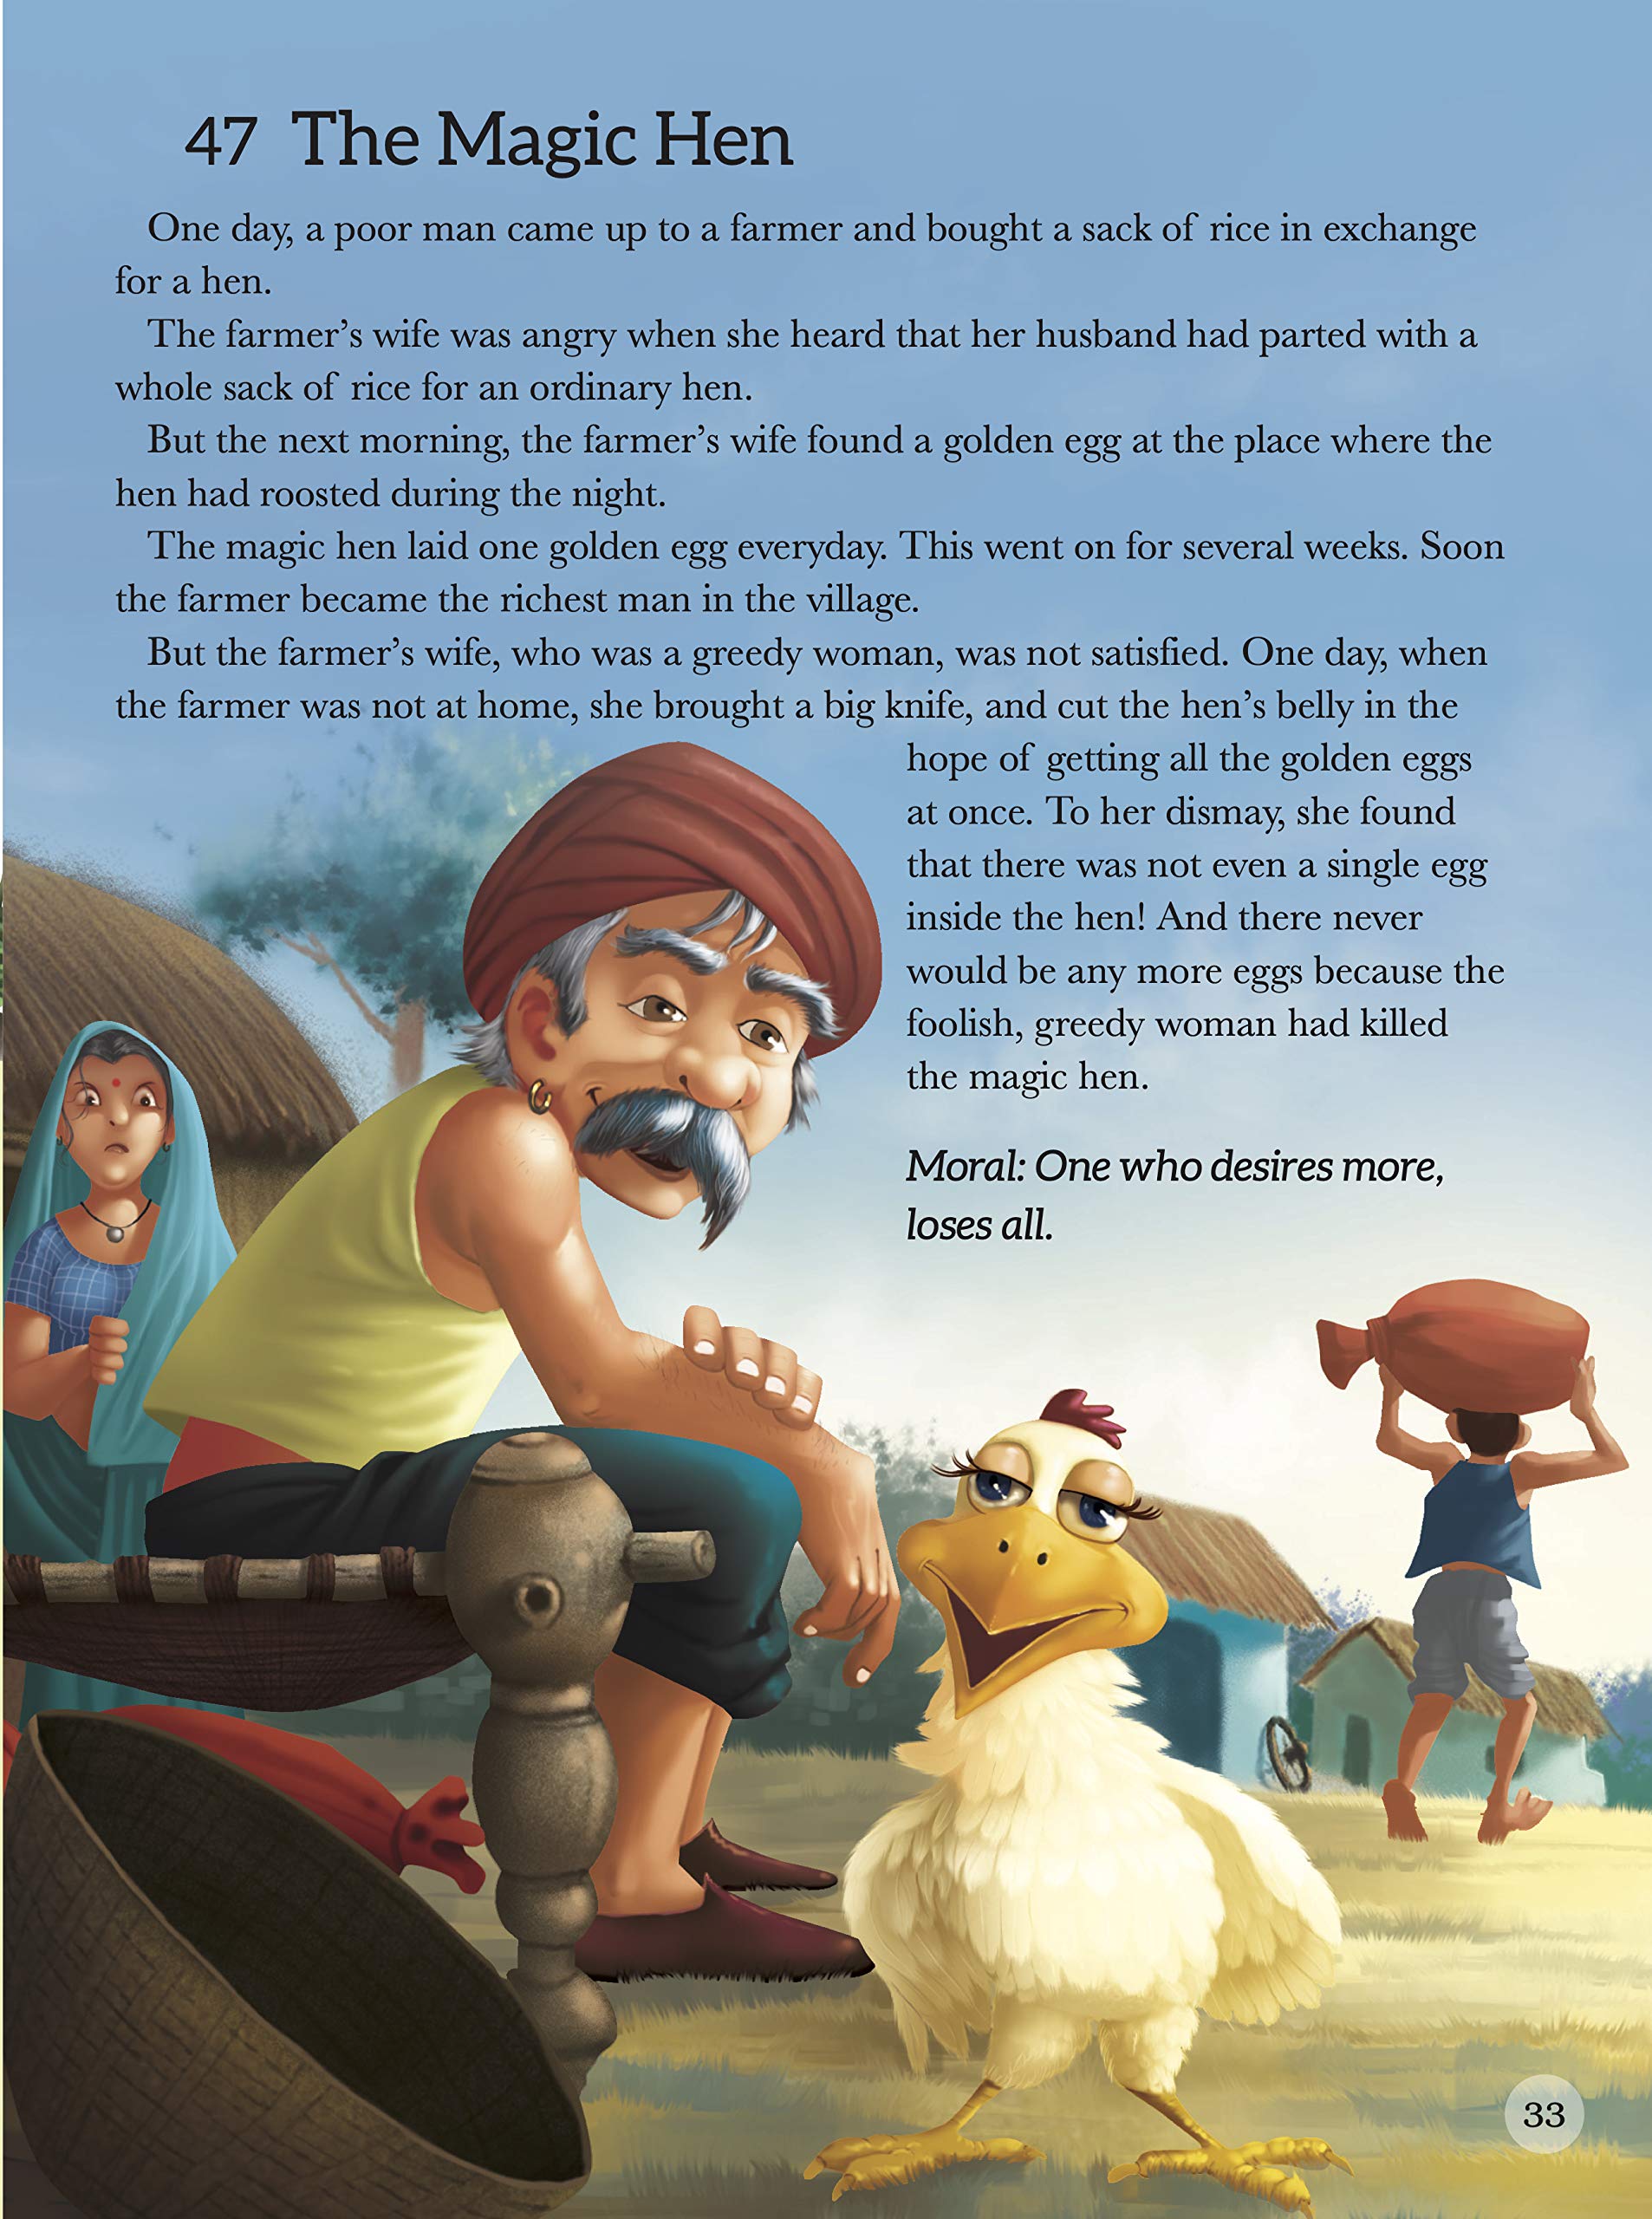 47 The Magic Hen
One day, a poor man came up to a farmer and bought a sack of rice in exchange
for a hen.
The farmer’s wife was angry when she heard that her husband had parted with a
whole sack of rice for an ordinary hen.
But the next morning, the farmer’s wife found a golden egg at the place where the
hen had roosted during the night.
The magic hen laid one golden egg everyday. This went on for several weeks. Soon
the farmer became the richest man in the village.
But the farmer’s wife, who was a greedy woman, was not satisfied. One day, when
the farmer was not at home, she brought a big knife, and cut the hen’s belly in the
hope of getting all the golden eggs
at once. To her dismay, she found
that there was not even a single egg
inside the hen! And there never
would be any more eggs because the
foolish, greedy woman had killed
the magic hen.
Moral: One who desires more,
loses all.
33